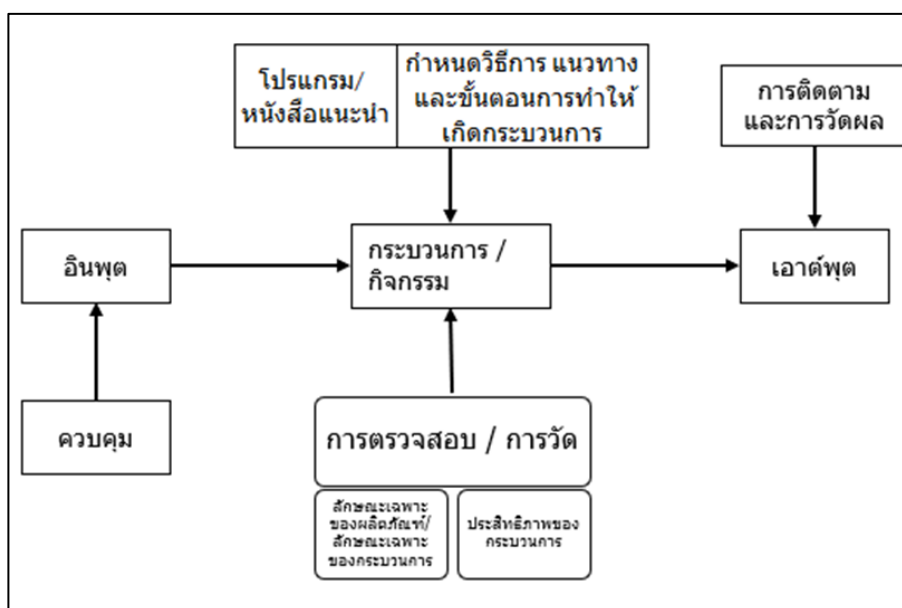 โปรแกรม/
หนังสือแนะนำ
กำหนดวิธีการ แนวทาง
และขั้นตอนการทำให้
เกิดกระบวนการ
การติดตาม
และการวัดผล
อินพุต
กระบวนการ /
กิจกรรม
เอาต์พุต
ควบคุม
การตรวจสอบ / การวัด
ลักษณะเฉพาะ
ของผลิตภัณฑ์/
ลักษณะเฉพาะ
ของกระบวนการ
ประสิทธิภาพของ
กระบวนการ